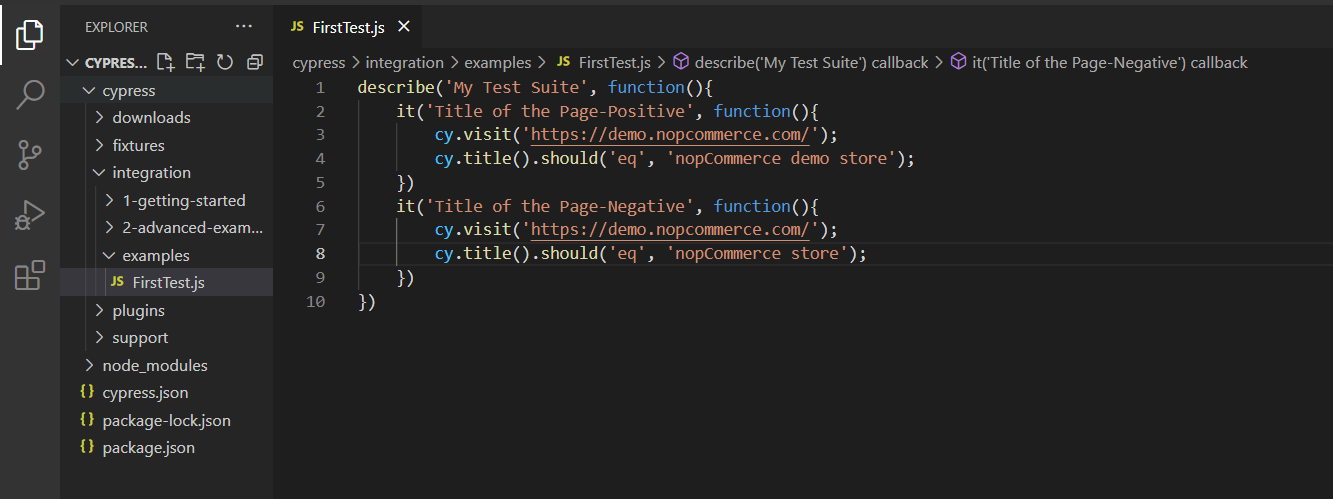 EXPLORER ···
CYPRES...
cypress
downloads
fixtures
integration
1-getting-started
2-advanced-exam...
examples
JS FirstTest.js
plugins
support
node_modules
{} cypress.json
{} package-lock.json
{} package.json
JS FirstTest.js ×
cypress > integration > examples > JS FirstTest.js > describe('My Test Suite') callback > it('Title of the Page-Negative') callback
1 describe('My Test Suite', function(){
2 it('Title of the Page-Positive', function(){
3 cy.visit('https://demo.nopcommerce.com/');
4 cy.title().should('eq', 'nopCommerce demo store');
5 })
6 it('Title of the Page-Negative', function(){
7 cy.visit('https://demo.nopcommerce.com/');
8 cy.title().should('eq', 'nopCommerce store');
9 })
10 })